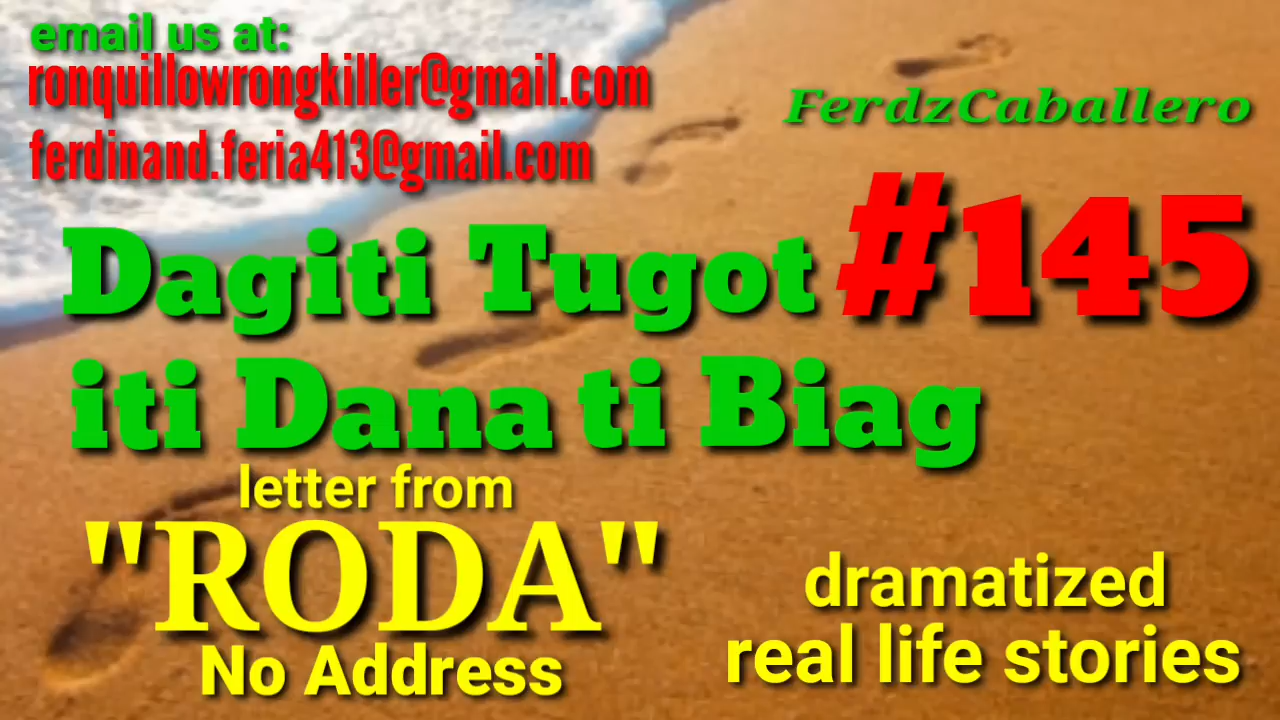 email us at:
ronquillowrongkiller@gmail.com
ferdinand.feria413@gmail.com
FerdzCaballero
Dagiti Tugot #145
iti Dana ti Biag
letter from
"RODA"
No Address
dramatized
real life stories